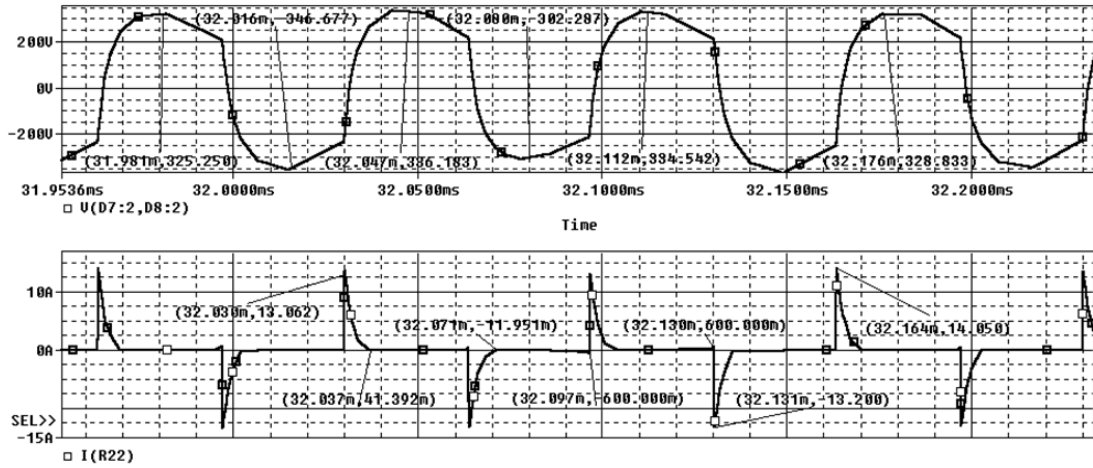 (32.016m,-346.677)
(32.080m,-302.287)
200V
0V
-200V
(31.981m,325.250)
(32.047m,336.183)
(32.112m,334.542)
(32.176m,328.833)
31.9536ms
32.0000ms
32.0500ms
32.1000ms
32.1500ms
32.2000ms
V(D7:2,D8:2)
Time
10A
(32.030m,13.062)
(32.071m,-11.951m)
(32.130m,600.000m)
(32.164m,14.050)
0A
(32.037m,41.392m)
(32.097m,-600.000m)
(32.131m,-13.200)
SEL>>
-15A
I(R22)